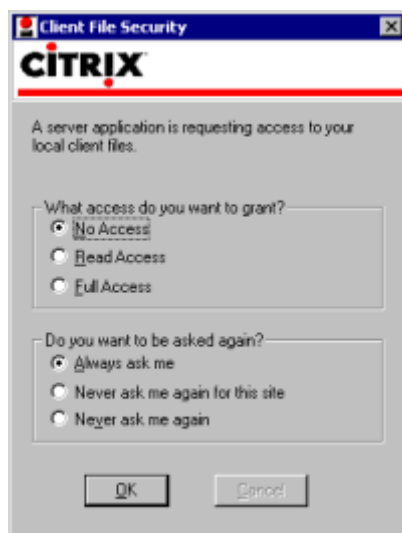 Client File Security
CİTRIX
A server application is requesting access to your
local client files.
What access do you want to grant?
No Access
Read Access
Full Access
Do you want to be asked again?
Always ask me
Never ask me again for this site
Never ask me again
OK
Cancel